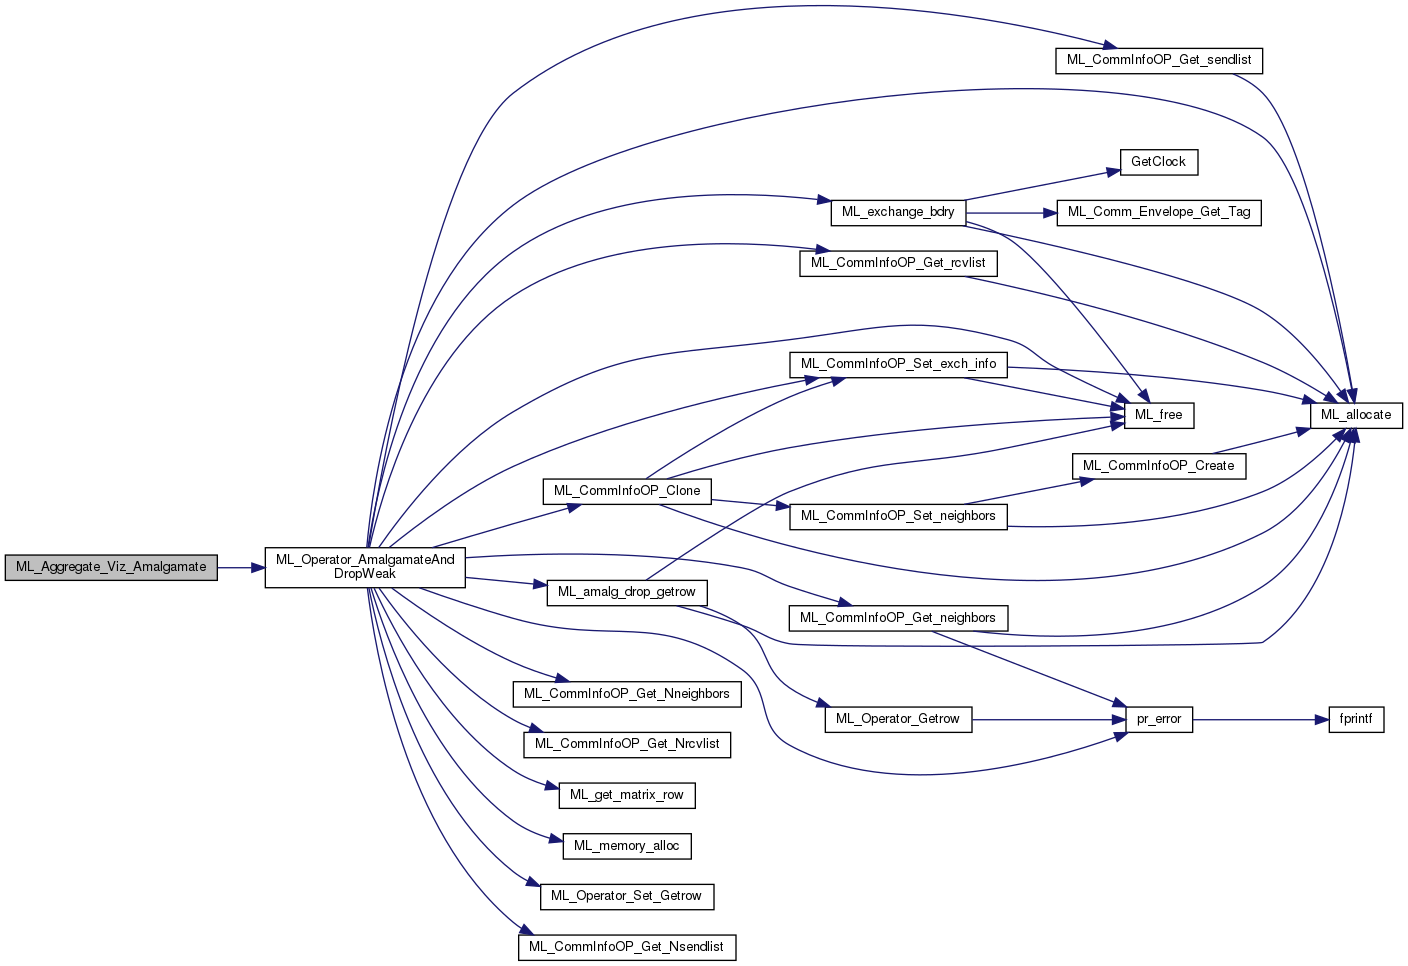 ML_CommInfoOP_Get_sendlist
GetClock
ML_exchange_bdry
ML_Comm_Envelope_Get_Tag
ML_CommInfoOP_Get_rcvlist
ML_CommInfoOP_Set_exch_info
ML_free
ML_allocate
ML_CommInfoOP_Create
ML_CommInfoOP_Clone
ML_CommInfoOP_Set_neighbors
ML_Aggregate_Viz_Amalgamate
ML_Operator_AmalgamateAnd
DropWeak
ML_amalg_drop_getrow
ML_CommInfoOP_Get_neighbors
ML_CommInfoOP_Get_Nneighbors
ML_Operator_Getrow
pr_error
fprintf
ML_CommInfoOP_Get_Nrcvlist
ML_get_matrix_row
ML_memory_alloc
ML_Operator_Set_Getrow
ML_CommInfoOP_Get_Nsendlist